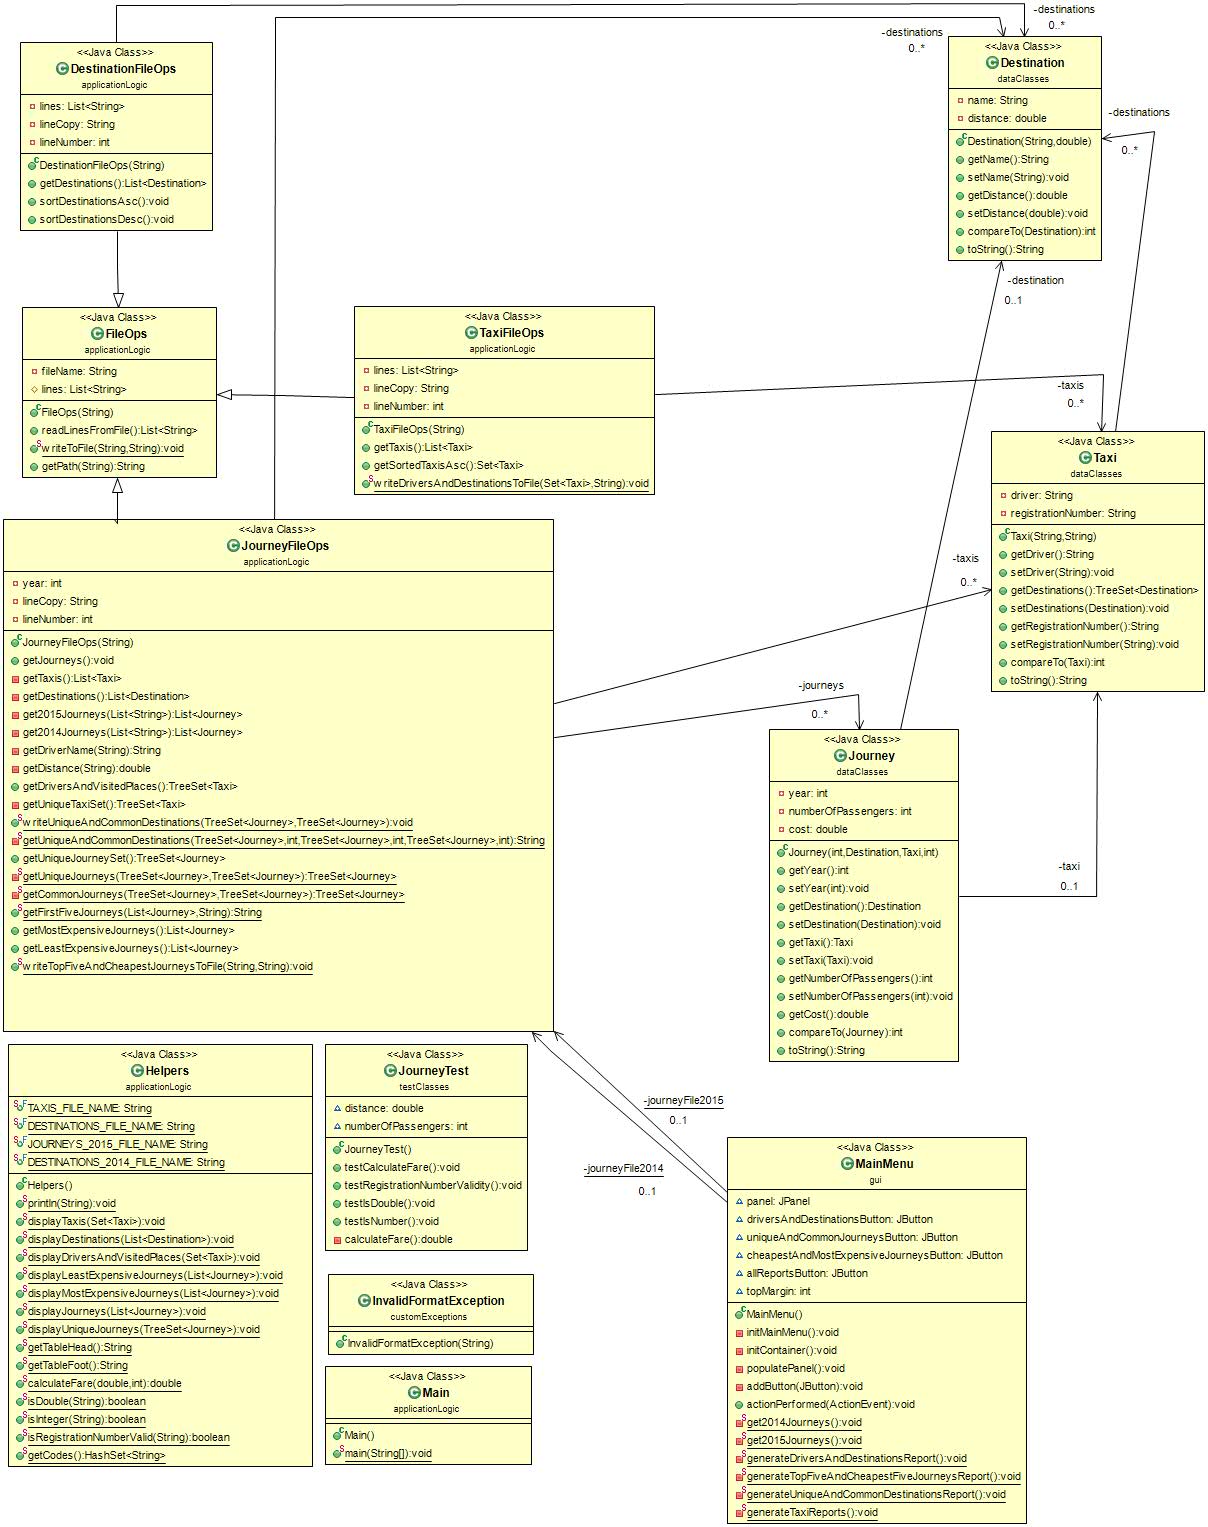 -destinations
0..*
-destinations
0..*
<<Java Class>>
DestinationFileOps
applicationLogic
lines: List<String>
lineCopy: String
lineNumber: int
DestinationFileOps(String)
getDestinations():List<Destination>
sortDestinationsAsc():void
sortDestinationsDesc():void
<<Java Class>>
Destination
dataClasses
name: String
distance: double
Destination(String,double)
getName():String
setName(String):void
getDistance():double
setDistance(double):void
compareTo(Destination):int
toString():String
-destinations
0..*
-destination
0..1
<<Java Class>>
FileOps
applicationLogic
fileName: String
lines: List<String>
FileOps(String)
readLinesFromFile():List<String>
writeToFile(String,String):void
getPath(String):String
<<Java Class>>
TaxiFileOps
applicationLogic
lines: List<String>
lineCopy: String
lineNumber: int
TaxiFileOps(String)
getTaxis():List<Taxi>
getSortedTaxisAsc():Set<Taxi>
writeDriversAndDestinationsToFile(Set<Taxi>,String):void
-taxis
0..*
<<Java Class>>
Taxi
dataClasses
driver: String
registrationNumber: String
Taxi(String,String)
getDriver():String
setDriver(String):void
getDestinations():TreeSet<Destination>
setDestinations(Destination):void
getRegistrationNumber():String
setRegistrationNumber(String):void
compareTo(Taxi):int
toString():String
<<Java Class>>
JourneyFileOps
applicationLogic
year: int
lineCopy: String
lineNumber: int
JourneyFileOps(String)
getJourneys():void
getTaxis():List<Taxi>
getDestinations():List<Destination>
get2015Journeys(List<String>):List<Journey>
get2014Journeys(List<String>):List<Journey>
getDriverName(String):String
getDistance(String):double
getDriversAndVisitedPlaces():TreeSet<Taxi>
getUniqueTaxiSet():TreeSet<Taxi>
writeUniqueAndCommonDestinations(TreeSet<Journey>,TreeSet<Journey>):void
getUniqueAndCommonDestinations(TreeSet<Journey>,int,TreeSet<Journey>,int,TreeSet<Journey>,int):String
getUniqueJourneySet():TreeSet<Journey>
getUniqueJourneys(TreeSet<Journey>,TreeSet<Journey>):TreeSet<Journey>
getCommonJourneys(TreeSet<Journey>,TreeSet<Journey>):TreeSet<Journey>
getFirstFiveJourneys(List<Journey>,String):String
getMostExpensiveJourneys():List<Journey>
getLeastExpensiveJourneys():List<Journey>
writeTopFiveAndCheapestJourneysToFile(String,String):void
-taxis
0..*
-journeys
0..*
<<Java Class>>
Journey
dataClasses
year: int
numberOfPassengers: int
cost: double
Journey(int,Destination,Taxi,int)
getYear():int
setYear(int):void
getDestination():Destination
setDestination(Destination):void
getTaxi():Taxi
setTaxi(Taxi):void
getNumberOfPassengers():int
setNumberOfPassengers(int):void
getCost():double
compareTo(Journey):int
toString():String
-taxi
0..1
<<Java Class>>
Helpers
applicationLogic
TAXIS_FILE_NAME: String
DESTINATIONS_FILE_NAME: String
JOURNEYS_2015_FILE_NAME: String
DESTINATIONS_2014_FILE_NAME: String
Helpers()
println(String):void
displayTaxis(Set<Taxi>):void
displayDestinations(List<Destination>):void
displayDriversAndVisitedPlaces(Set<Taxi>):void
displayLeastExpensiveJourneys(List<Journey>):void
displayMostExpensiveJourneys(List<Journey>):void
displayJourneys(List<Journey>):void
displayUniqueJourneys(TreeSet<Journey>):void
getTableHead():String
getTableFoot():String
calculateFare(double,int):double
isDouble(String):boolean
isInteger(String):boolean
isRegistrationNumberValid(String):boolean
getCodes():HashSet<String>
<<Java Class>>
JourneyTest
testClasses
distance: double
numberOfPassengers: int
JourneyTest()
testCalculateFare():void
testRegistrationNumberValidity():void
testIsDouble():void
testIsNumber():void
calculateFare():double
<<Java Class>>
InvalidFormatException
customExceptions
InvalidFormatException(String)
<<Java Class>>
Main
applicationLogic
Main()
main(String[]):void
-journeyFile2015
0..1
-journeyFile2014
0..1
<<Java Class>>
MainMenu
gui
panel: JPanel
driversAndDestinationsButton: JButton
uniqueAndCommonJourneysButton: JButton
cheapestAndMostExpensiveJourneysButton: JButton
allReportsButton: JButton
topMargin: int
MainMenu()
initMainMenu():void
initContainer():void
populatePanel():void
addButton(JButton):void
actionPerformed(ActionEvent):void
get2014Journeys():void
get2015Journeys():void
generateDriversAndDestinationsReport():void
generateTopFiveAndCheapestFiveJourneysReport():void
generateUniqueAndCommonDestinationsReport():void
generateTaxiReports():void